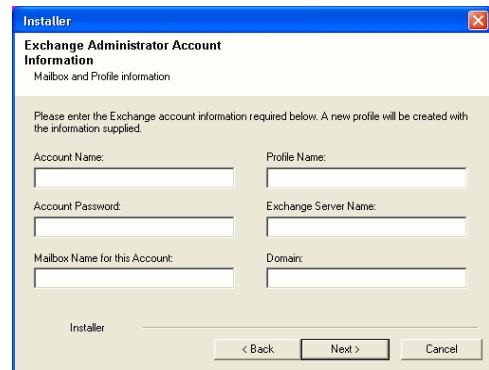 Installer
Exchange Administrator Account
Information
Mailbox and Profile information
Please enter the Exchange account information required below. A new profile will be created with
the information supplied.
Account Name:
Profile Name:
Account Password:
Exchange Server Name:
Mailbox Name for this Account:
Domain:
Installer
< Back
Next >
Cancel